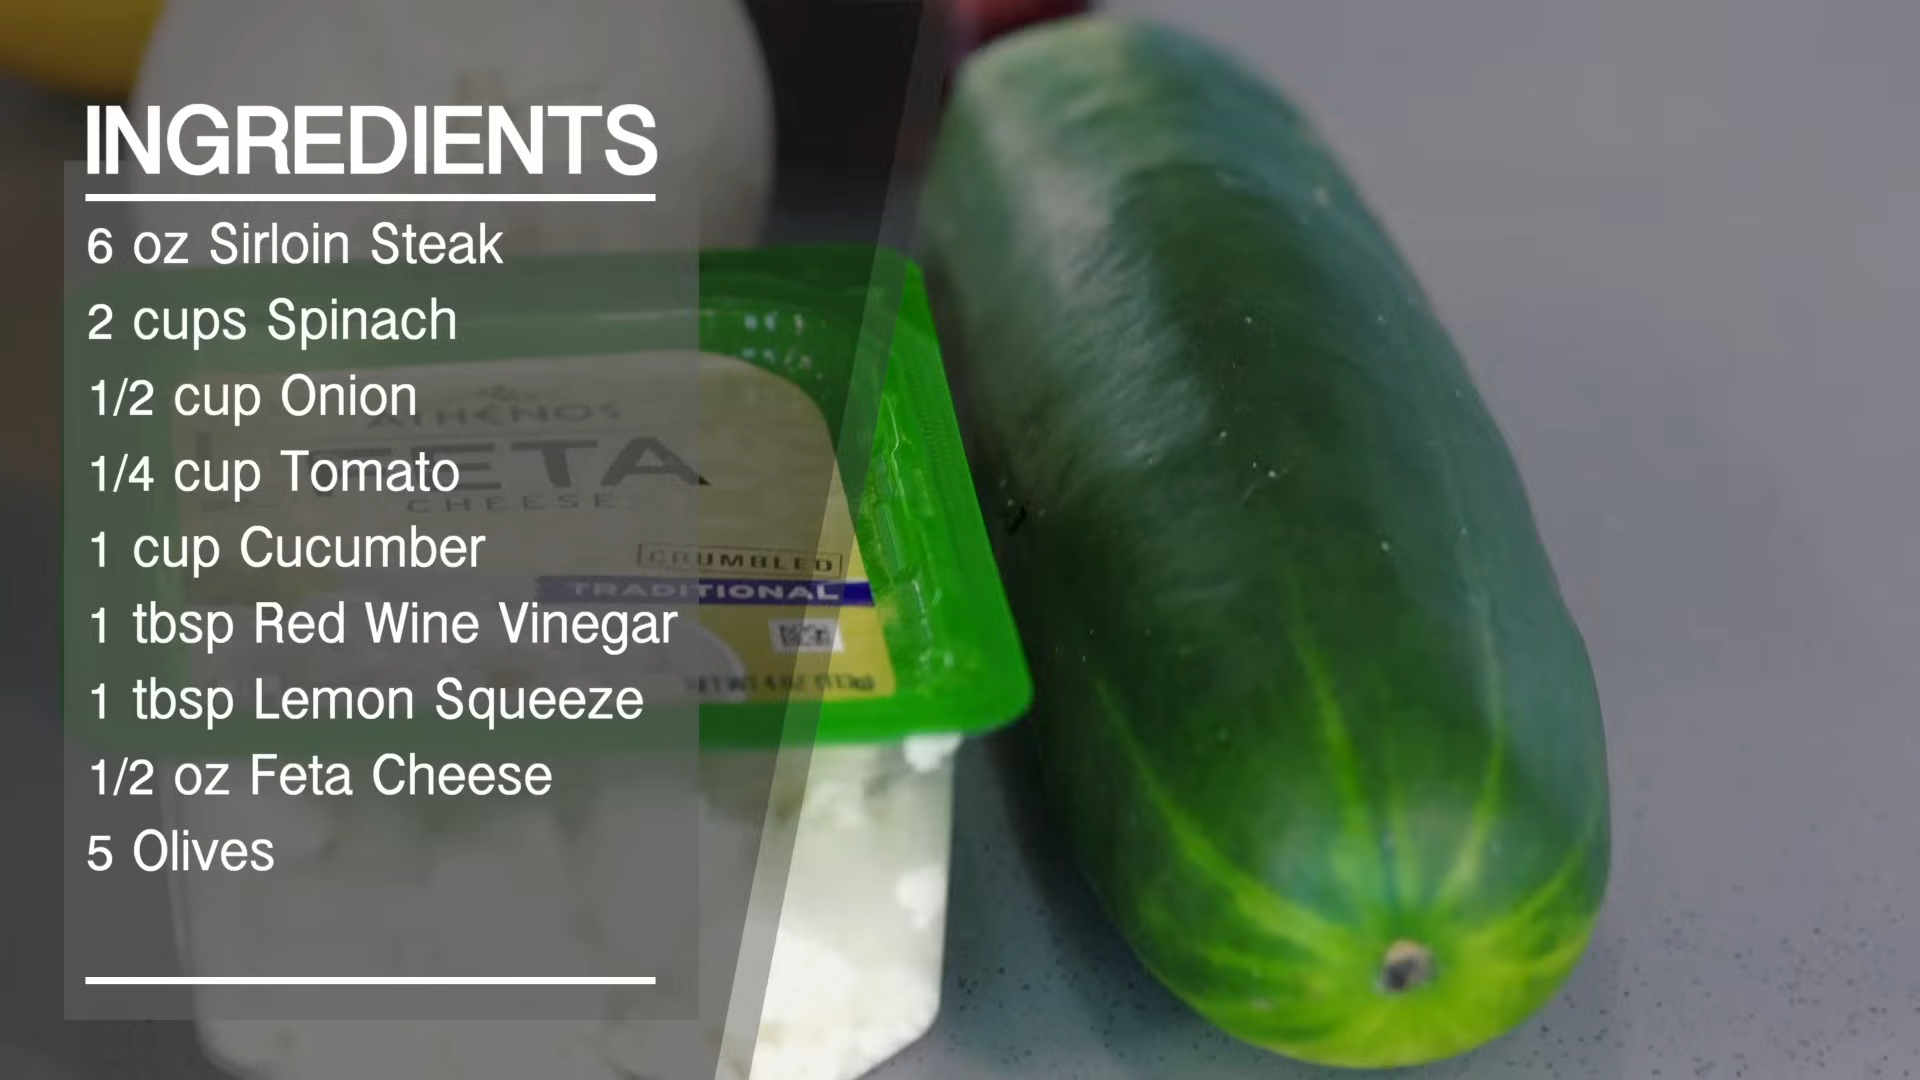 INGREDIENTS
6 oz Sirloin Steak
2 cups Spinach
1/2 cup Onion
1/4 cup Tomato
1 cup Cucumber
1 tbsp Red Wine Vinegar
1 tbsp Lemon Squeeze
1/2 oz Feta Cheese
5 Olives
ATHENOS
FETA
CHEESE
CRUMBLED
TRADITIONAL